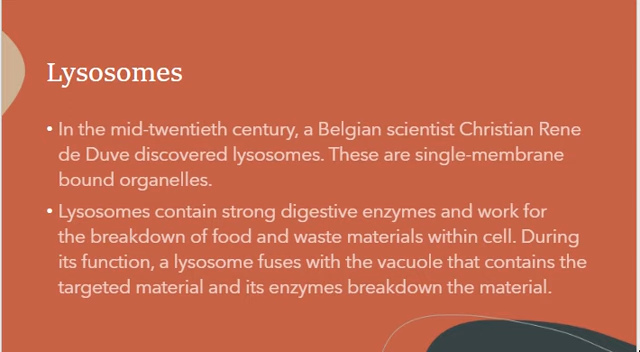 Lysosomes
• In the mid-twentieth century, a Belgian scientist Christian Rene
de Duve discovered lysosomes. These are single-membrane
bound organelles.
• Lysosomes contain strong digestive enzymes and work for
the breakdown of food and waste materials within cell. During
its function, a lysosome fuses with the vacuole that contains the
targeted material and its enzymes breakdown the material.